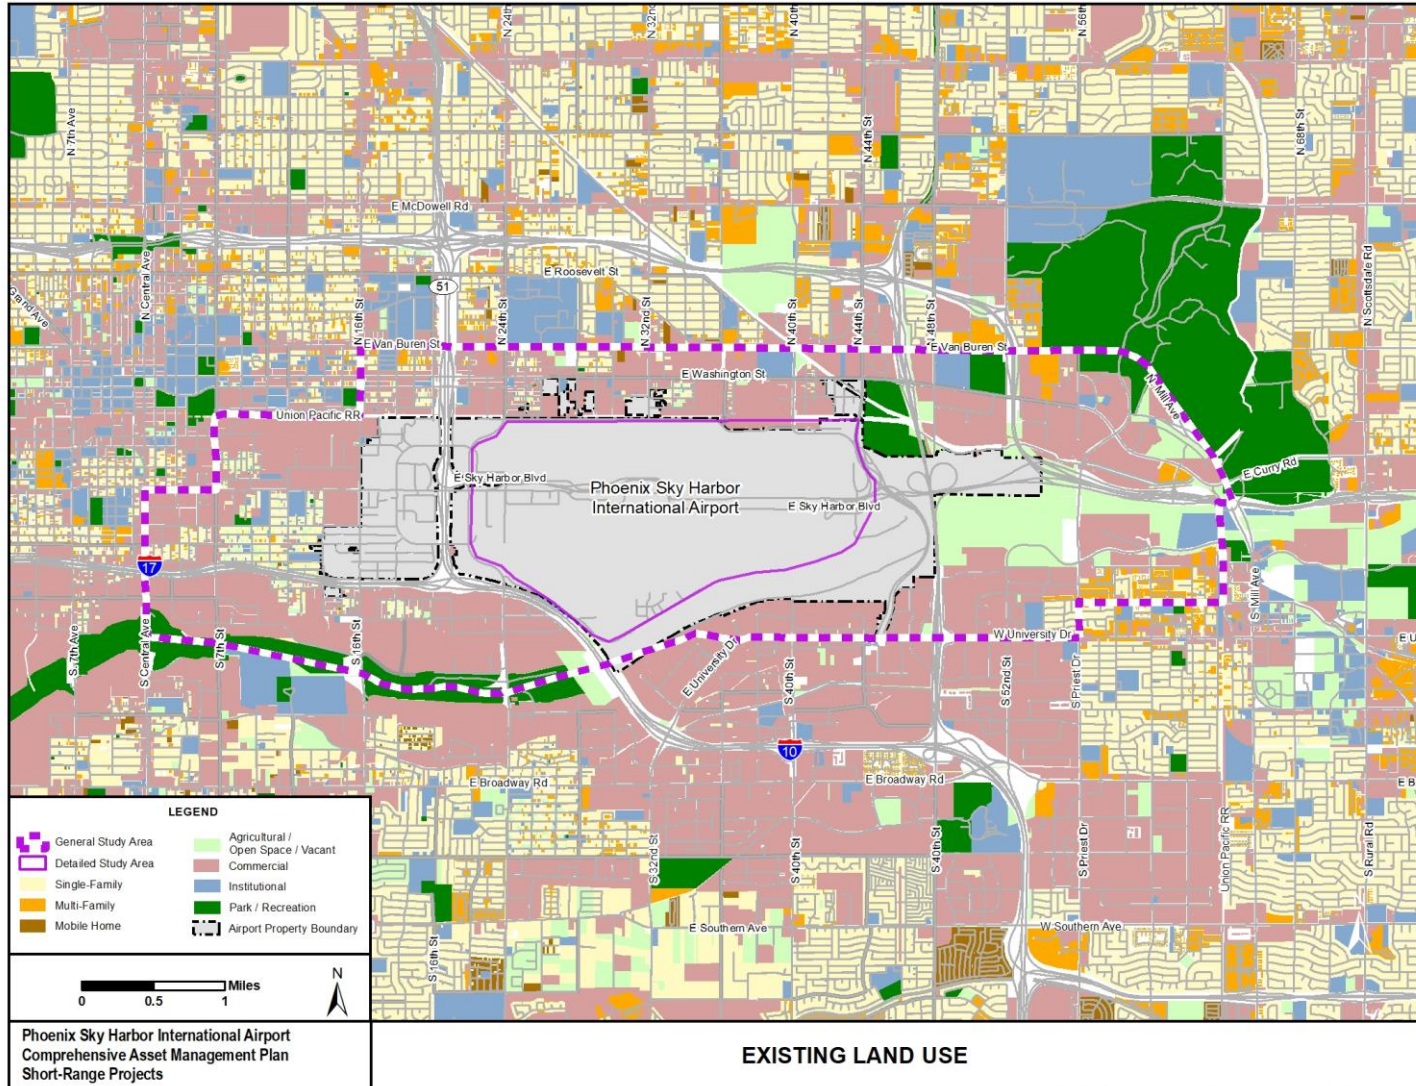 N 24th St
N 32nd
N 40th St
N 56th St
N 7th Ave
N 44th St
N 68th St
E McDowell Rd
N Central Ave
E Roosevelt St
N Scottsdale Rd
Grand Ave
51
N 16th St
N 24th St
N 32nd St
N 40th St
N 44th St
N 48th St
E Van Buren St
E Van Buren St
E Washington St
N Mill Ave
Union Pacific RR
E Curry Rd
E Sky Harbor Blvd
Phoenix Sky Harbor
International Airport
E Sky Harbor Blvd
17
S Mill Ave
S 7th Ave
S Central Ave
S 7th St
S 16th St
W University Dr
E U
E University Dr
S 40th St
S 52nd St
S Priest Dr
10
E Broadway Rd
E Broadway Rd
E B
S 32nd St
S 40th St
S 40th St
S Priest Dr
Union Pacific RR
S Rural Rd
S 16th St
E Southern Ave
W Southern Ave
LEGEND
General Study Area
Detailed Study Area
Single-Family
Multi-Family
Mobile Home
Agricultural /
Open Space / Vacant
Commercial
Institutional
Park / Recreation
Airport Property Boundary
Miles
0 0.5 1
N
Phoenix Sky Harbor International Airport
Comprehensive Asset Management Plan
Short-Range Projects
EXISTING LAND USE